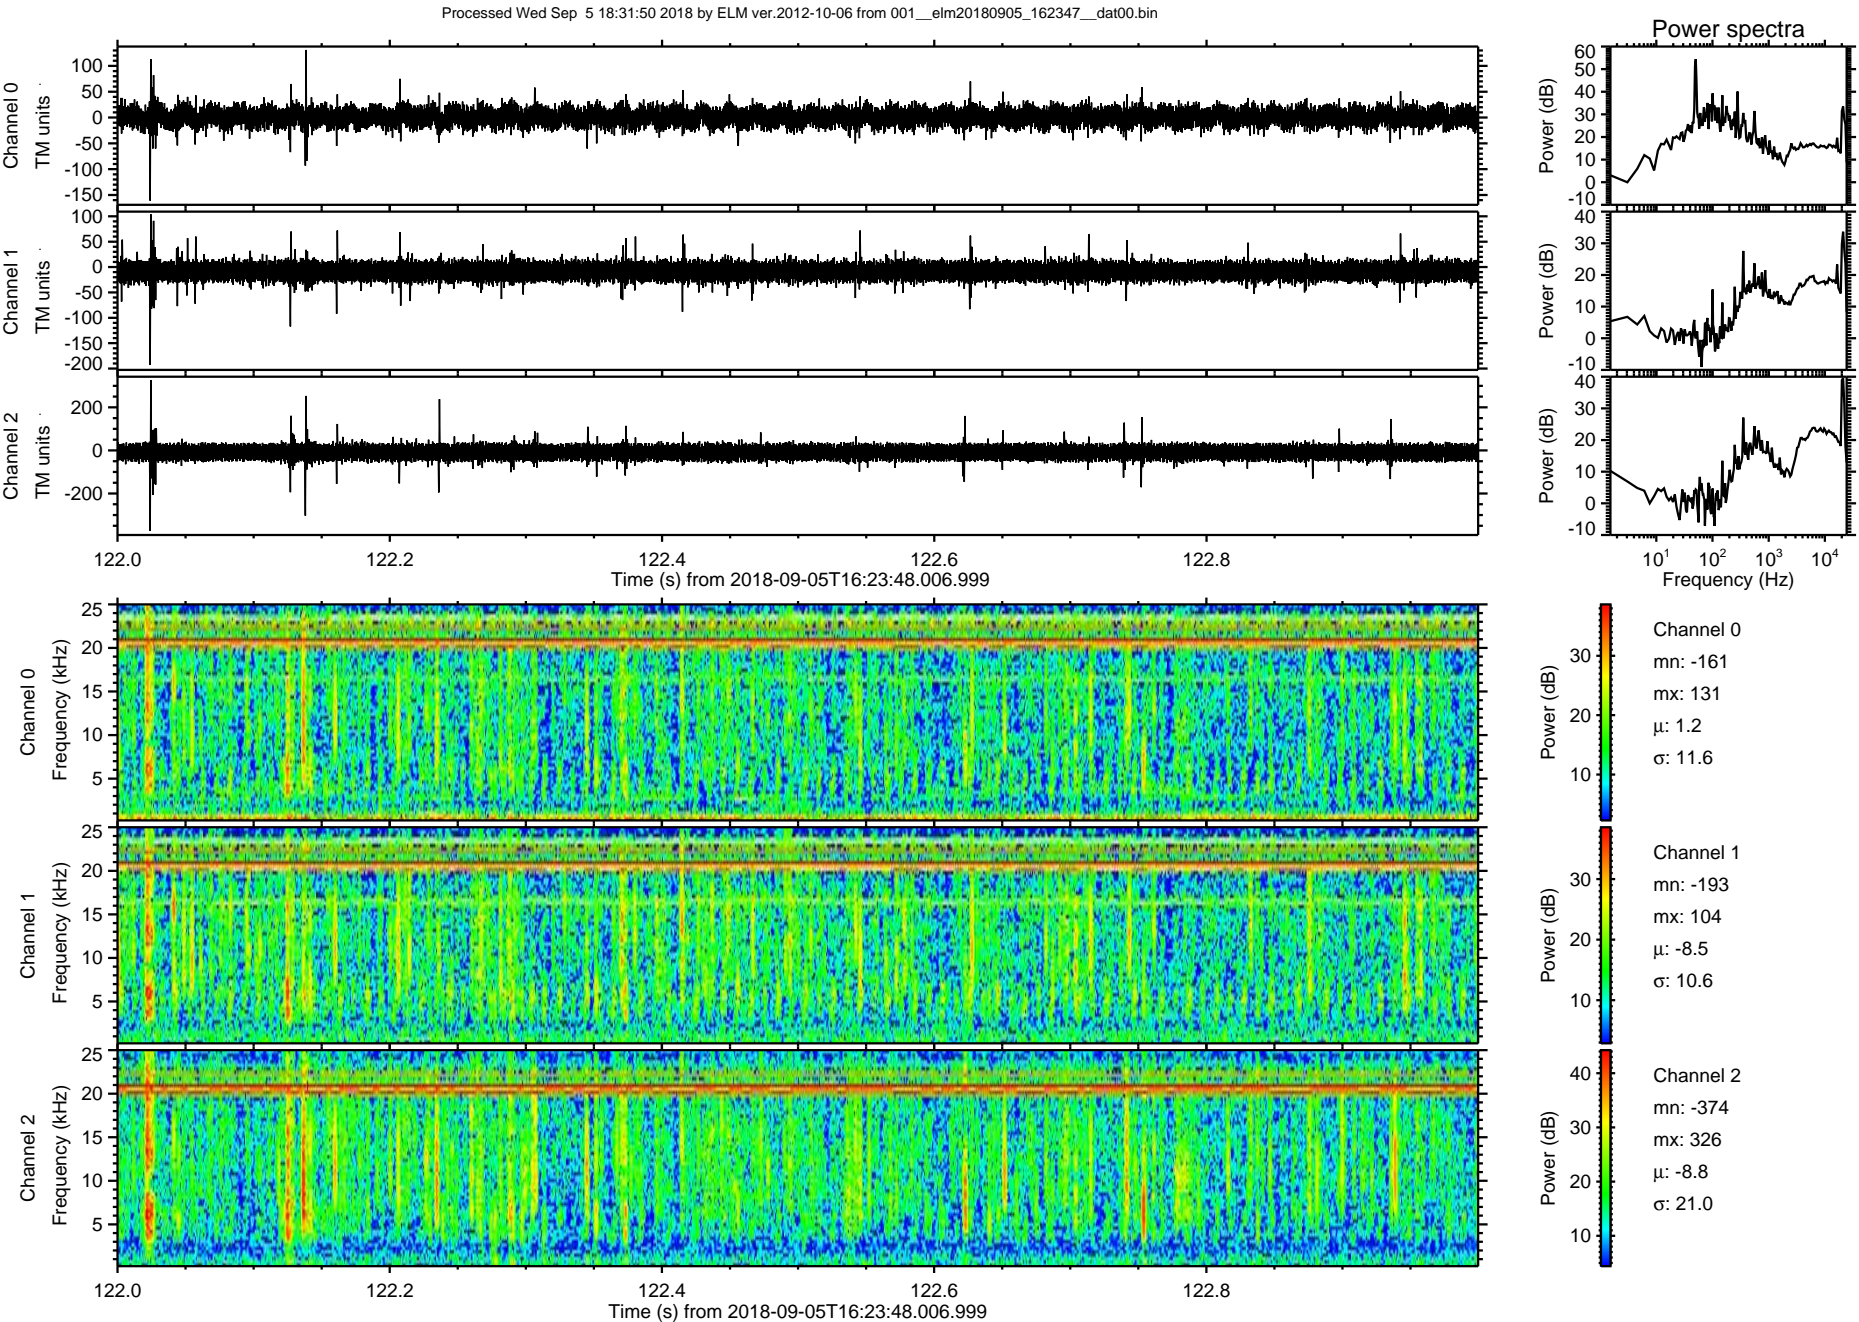 Processed Wed Sep  5 18:31:50 2018 by ELM ver.2012-10-06 from 001__elm20180905_162347__dat00.bin
Power spectra
Channel 0
TM units
100
50
0
-50
-100
-150
Power (dB)
60
50
40
30
20
10
0
-10
Channel 1
TM units
100
50
0
-50
-100
-150
-200
Power (dB)
40
30
20
10
0
-10
Channel 2
TM units
200
0
-200
Power (dB)
40
30
20
10
0
-10
122.0 122.2 122.4 122.6 122.8
Time (s) from 2018-09-05T16:23:48.006.999
10¹ 10² 10³ 10⁴
Frequency (Hz)
Channel 0
Frequency (kHz)
25
20
15
10
5
Power (dB)
30
20
10
Channel 0
mn: -161
mx: 131
μ: 1.2
σ: 11.6
Channel 1
Frequency (kHz)
25
20
15
10
5
Power (dB)
30
20
10
Channel 1
mn: -193
mx: 104
μ: -8.5
σ: 10.6
Channel 2
Frequency (kHz)
25
20
15
10
5
Power (dB)
40
30
20
10
Channel 2
mn: -374
mx: 326
μ: -8.8
σ: 21.0
122.0 122.2 122.4 122.6 122.8
Time (s) from 2018-09-05T16:23:48.006.999